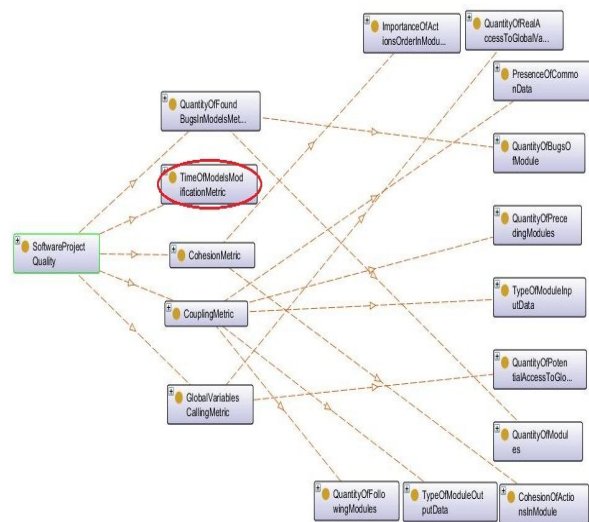 ImportanceOfAct
ionsOrderInModu...
QuantityOfRealA
ccessToGlobalVa...
PresenceOfCommo
nData
QuantityOfFound
BugsInModelsMet...
QuantityOfBugsO
fModule
TimeOfModelsMod
ificationMetric
QuantityOfPrece
dingModules
SoftwareProject
Quality
CohesionMetric
TypeOfModuleInp
utData
CouplingMetric
QuantityOfPoten
tialAccessToGlo...
GlobalVariables
CallingMetric
QuantityOfModul
es
QuantityOfFollo
wingModules
TypeOfModuleOut
putData
CohesionOfActio
nsInModule